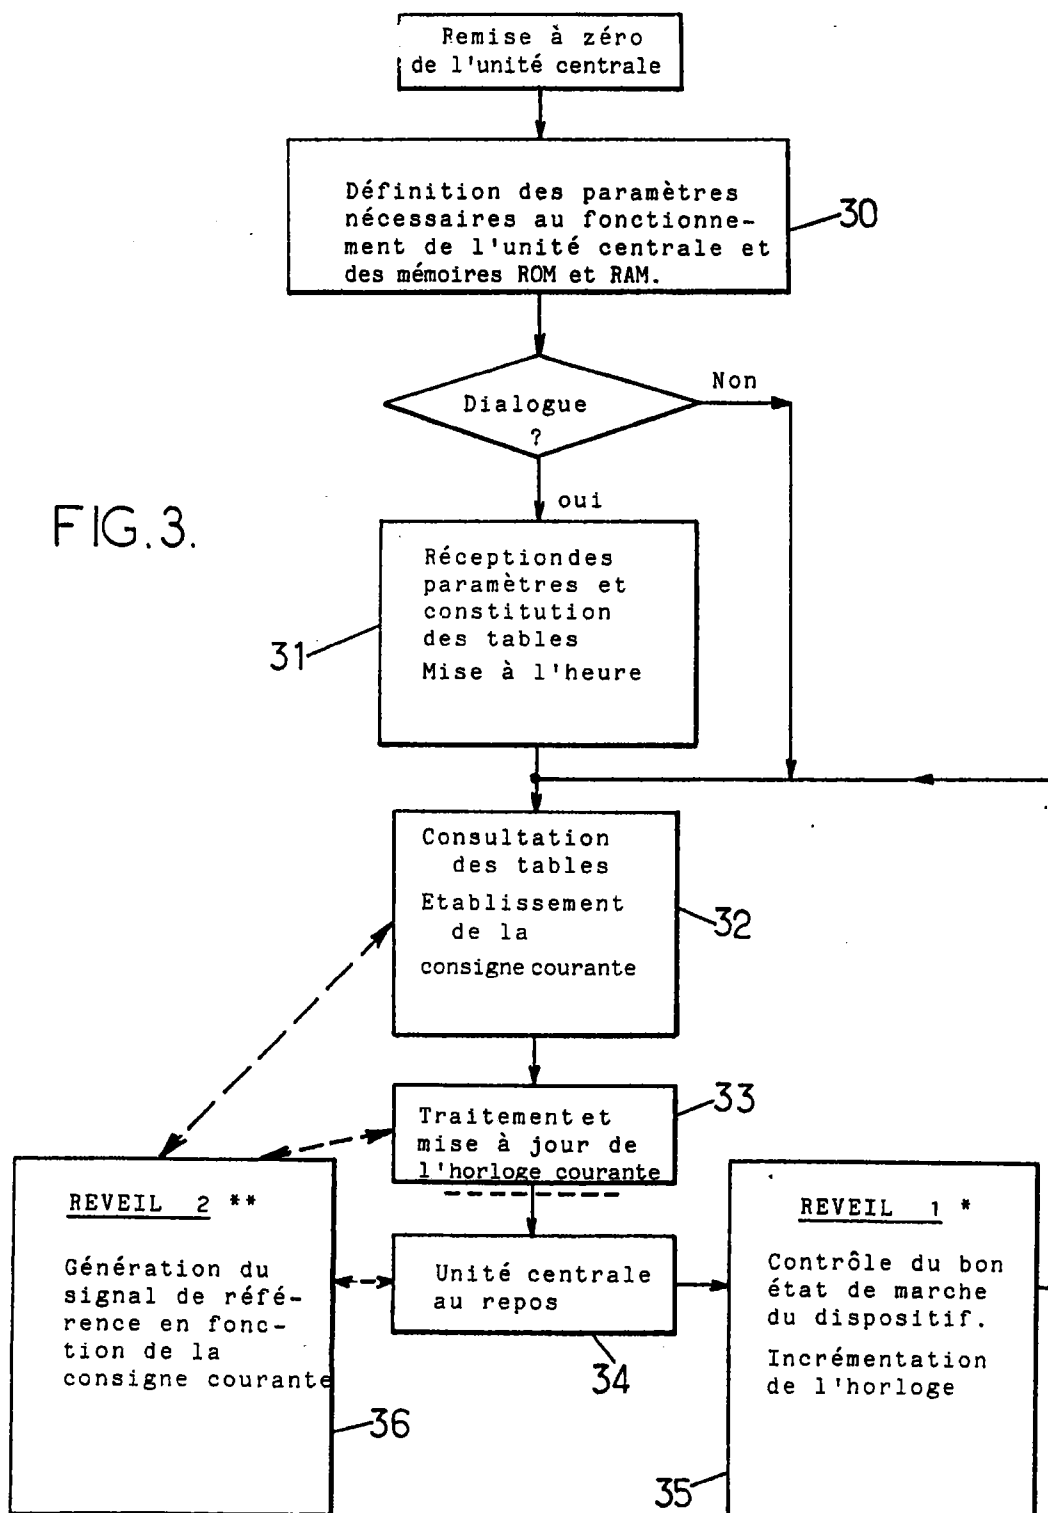 Remise à zéro
de l'unité centrale
Définition des paramètres
nécessaires au fonctionne-
ment de l'unité centrale et
des mémoires ROM et RAM.
30
Dialogue
?
Non
oui
FIG.3.
Réception des
paramètres et
constitution
des tables
Mise à l'heure
31
Consultation
des tables
Etablissement
de la
consigne courante
32
Traitement et
mise à jour de
l'horloge courante
33
Unité centrale
au repos
34
REVEIL 2 **
Génération du
signal de réfé-
rence en fonc-
tion de la
consigne courante
36
REVEIL 1 *
Contrôle du bon
état de marche
du dispositif.
Incrémentation
de l'horloge
35